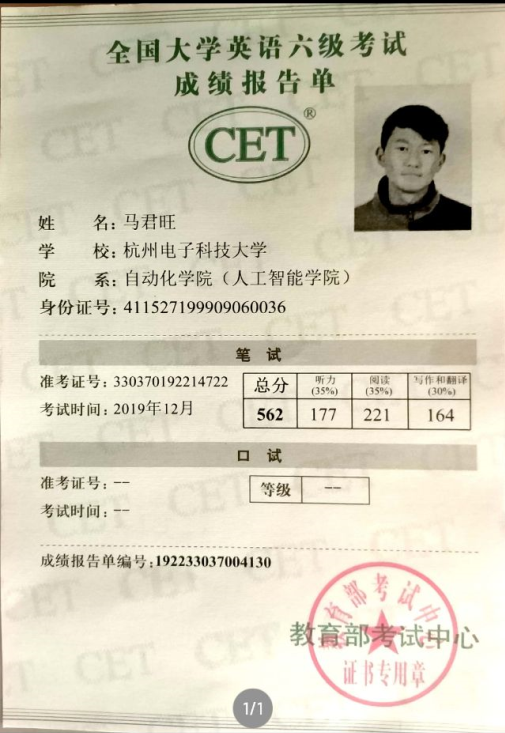 全国大学英语六级考试
成绩报告单
CET®
姓 名: 马君旺
学 校: 杭州电子科技大学
院 系: 自动化学院（人工智能学院）
身份证号: 411527199909060036
笔 试
准考证号: 330370192214722
考试时间: 2019年12月
总分 听力(35%) 阅读(35%) 写作和翻译(30%)
562 177 221 164
口 试
准考证号: --
考试时间: --
等级 --
成绩报告单编号: 192233037004130
教育部考试中心
教育部考试中心
证书专用章
1/1